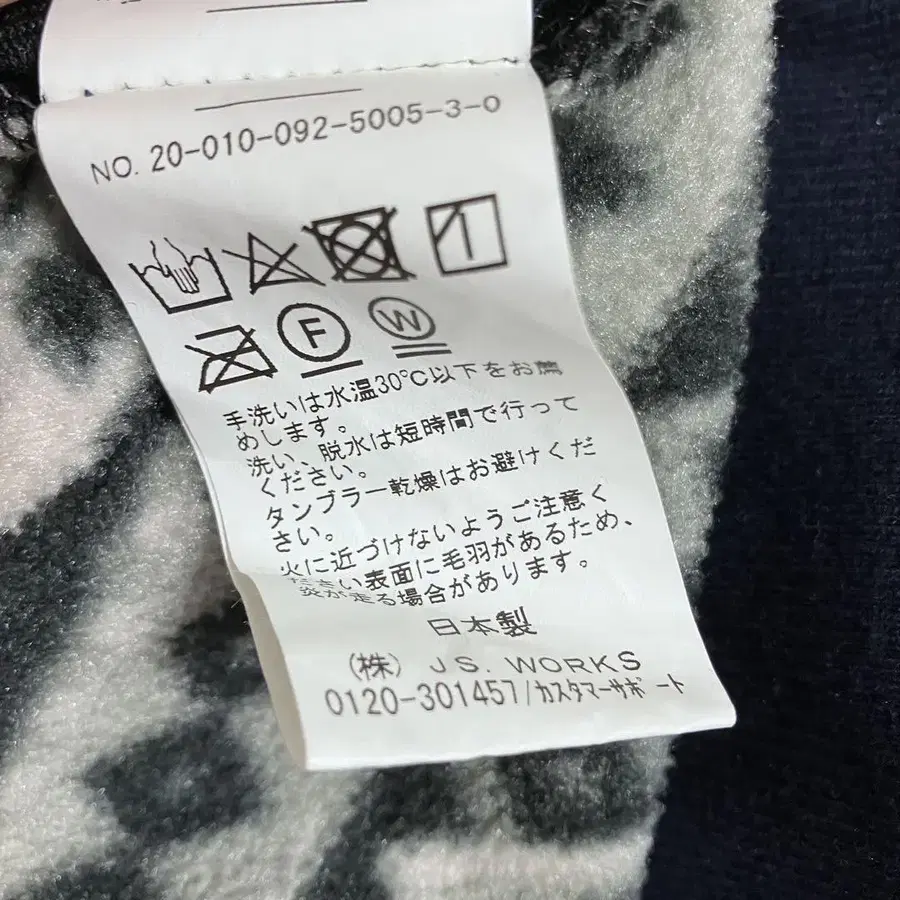 NO. 20-010-092-5005-3-0
F W
手洗いは水温30℃以下をお薦
めします。
洗い、脱水は短時間で行って
ください。
タンブラー乾燥はお避けくだ
さい。
火に近づけないようご注意く
ださい表面に毛羽があるため、
炎が走る場合があります。
日本製
(株) J.S. WORKS
0120-301457/カスタマーサポート